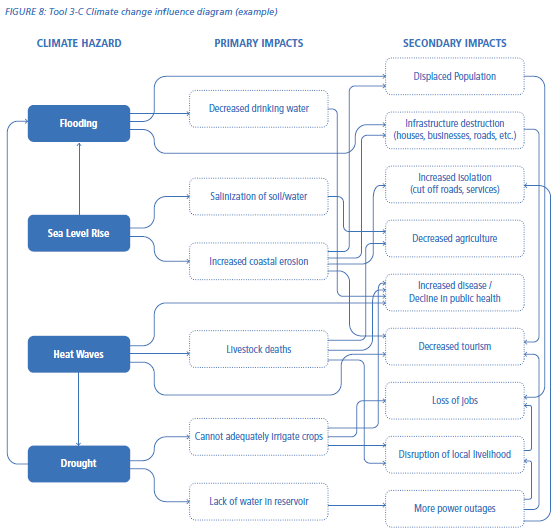 FIGURE 8: Tool 3-C Climate change influence diagram (example)
CLIMATE HAZARD
PRIMARY IMPACTS
SECONDARY IMPACTS
Flooding
Sea Level Rise
Heat Waves
Drought
Decreased drinking water
Salinization of soil/water
Increased coastal erosion
Livestock deaths
Cannot adequately irrigate crops
Lack of water in reservoir
Displaced Population
Infrastructure destruction
(houses, businesses, roads, etc.)
Increased isolation
(cut off roads, services)
Decreased agriculture
Increased disease /
Decline in public health
Decreased tourism
Loss of jobs
Disruption of local livelihood
More power outages